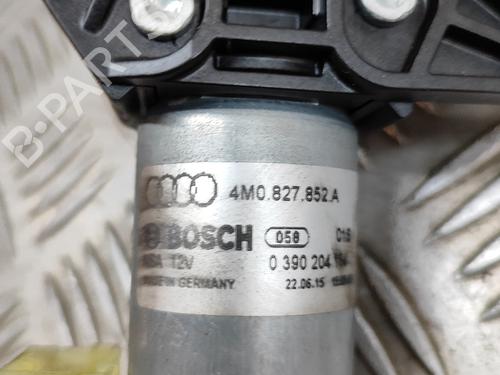 B-PARTS
4M0.827.852.A
BOSCH 058
12V 0 390 204
GERMANY 22.06.15